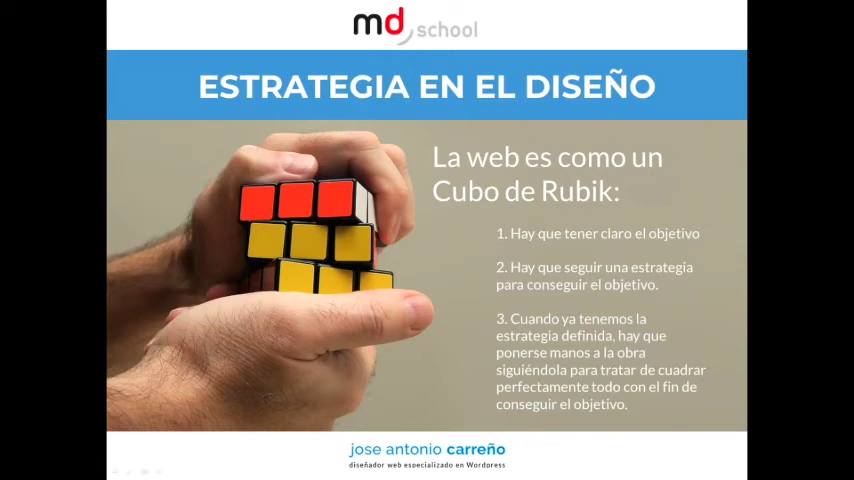 md school
ESTRATEGIA EN EL DISEÑO
La web es como un
Cubo de Rubik:
1. Hay que tener claro el objetivo
2. Hay que seguir una estrategia
para conseguir el objetivo.
3. Cuando ya tenemos la
estrategia definida, hay que
ponerse manos a la obra
siguiéndola para tratar de cuadrar
perfectamente todo con el fin de
conseguir el objetivo.
jose antonio carreño
diseñador web especializado en Wordpress